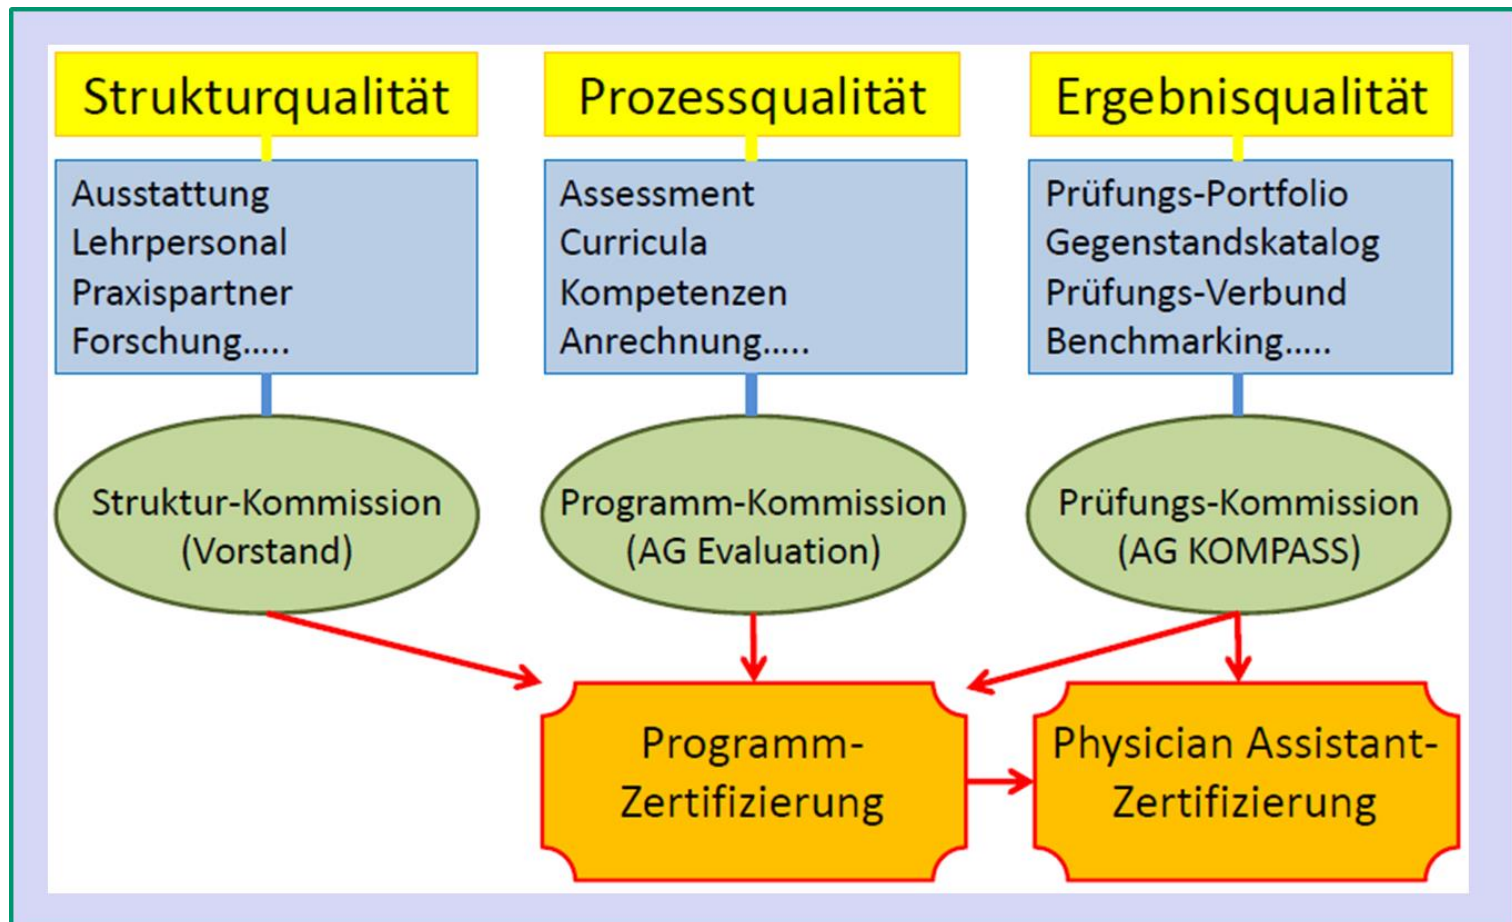 Strukturqualität
Ausstattung
Lehrpersonal
Praxispartner
Forschung.....
Struktur-Kommission
(Vorstand)
Prozessqualität
Assessment
Curricula
Kompetenzen
Anrechnung.....
Programm-Kommission
(AG Evaluation)
Ergebnisqualität
Prüfungs-Portfolio
Gegenstandskatalog
Prüfungs-Verbund
Benchmarking.....
Prüfungs-Kommission
(AG KOMPASS)
Programm-
Zertifizierung
Physician Assistant-
Zertifizierung